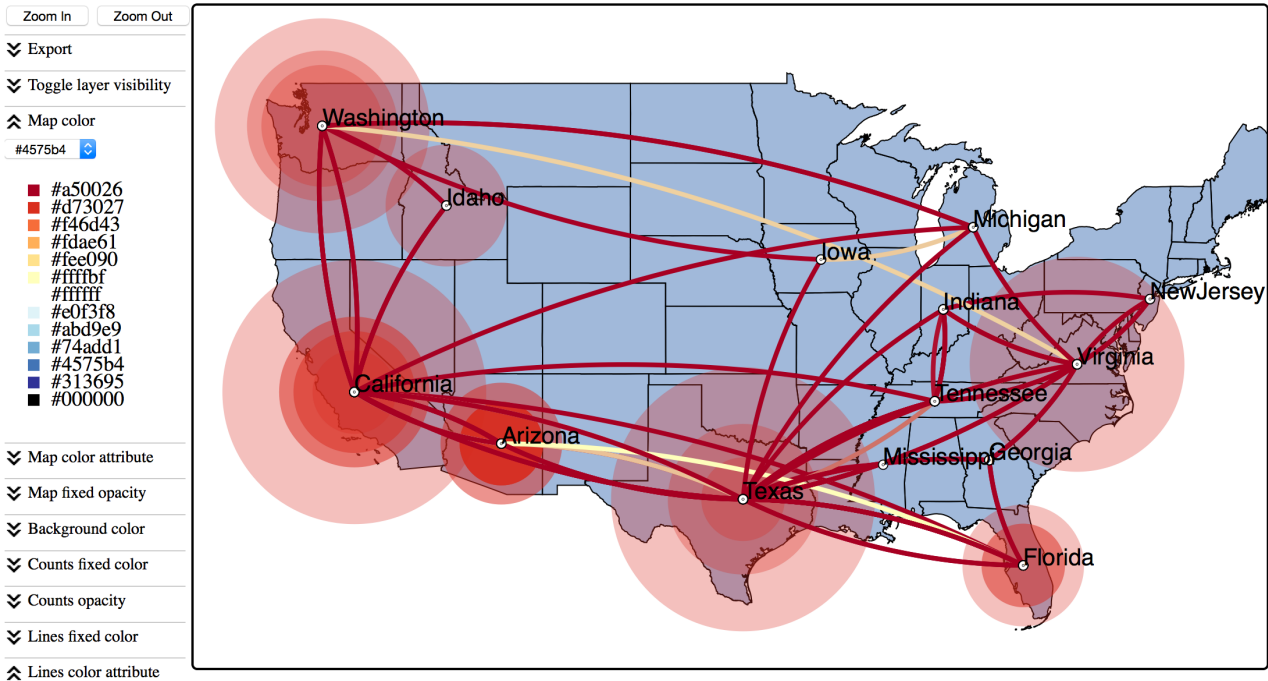 Zoom In
Zoom Out
Export
Toggle layer visibility
Map color
#4575b4
#a50026
#d73027
#f46d43
#fdae61
#fee090
#ffffbf
#ffffff
#e0f3f8
#abd9e9
#74add1
#4575b4
#313695
#000000
Map color attribute
Map fixed opacity
Background color
Counts fixed color
Counts opacity
Lines fixed color
Lines color attribute
Washington
Idaho
Michigan
Iowa
NewJersey
Indiana
Virginia
California
Tennessee
Arizona
Mississippi
Georgia
Texas
Florida